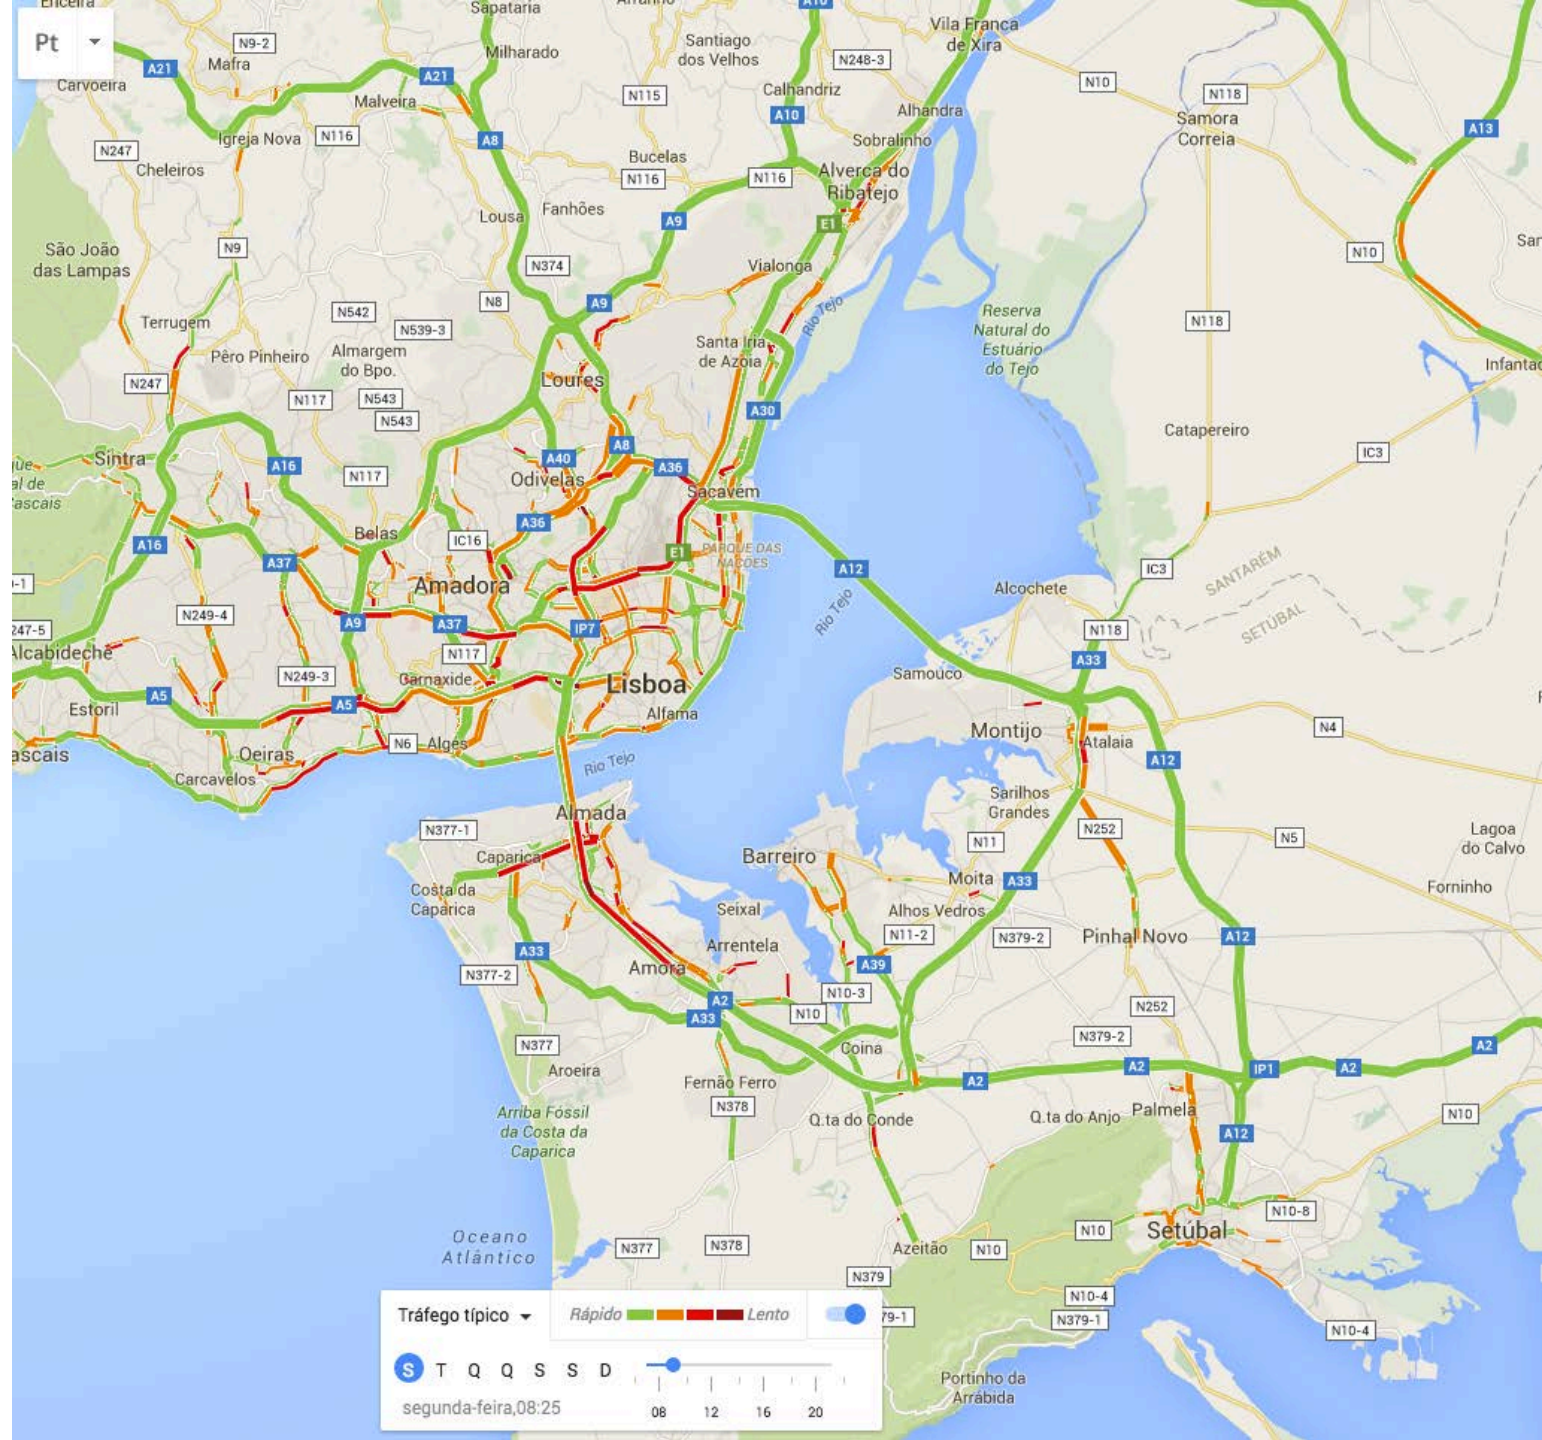 Ericeira
Sapataria
Arranhó
A10
Pt
N9-2
Mafra
Carvoeira
A21
A21
Malveira
Milharado
Santiago
dos Velhos
N248-3
Vila Franca
de Xira
N10
N118
Samora
Correia
A13
N115
Calhandriz
A10
Alhandra
Sobralinho
Igreja Nova
N116
A8
N247
Cheleiros
Bucelas
N116
N116
Alverca do
Ribatejo
Lousa
Fanhões
A9
E1
São João
das Lampas
N9
N374
Vialonga
N10
N8
A9
N542
N539-3
Rio Tejo
Reserva
Natural do
Estuário
do Tejo
N118
Terrugem
Pêro Pinheiro
Almargem
do Bpo.
Santa Iria
de Azoia
N247
N117
N543
N543
Loures
A30
Catapereiro
IC3
Sintra
A16
N117
A40
A8
A36
Odivelas
Sacavém
A36
A16
Belas
IC16
E1
PARQUE DAS
NAÇÕES
A12
IC3
SANTARÉM
SETÚBAL
A37
Amadora
Rio Tejo
Alcochete
N249-4
A9
A37
IP7
N118
Alcabideche
N117
A33
N249-3
Carnaxide
Lisboa
Samouco
A5
A5
Estoril
Alfama
Montijo
Atalaia
N4
N6
Algés
Oeiras
Carcavelos
Rio Tejo
A12
Sarilhos
Grandes
Almada
N377-1
N252
N5
Lagoa
do Calvo
N11
Caparica
Barreiro
Moita
A33
Forninho
Costa da
Caparica
Seixal
Alhos Vedros
N11-2
N379-2
Pinhal Novo
A12
A33
Arrentela
A39
Amora
N377-2
N10-3
A2
N10
N252
A33
N379-2
N377
Coina
Aroeira
Fernão Ferro
A2
A2
IP1
A2
A2
N378
Q.ta do Conde
Q.ta do Anjo
Palmela
N10
Arriba Fóssil
da Costa da
Caparica
A12
N10-8
Oceano
Atlântico
N377
N378
Azeitão
N10
N10
Setúbal
N379
N10-4
N379-1
N10-4
Portinho da
Arrábida
Tráfego típico
Rápido
Lento
S T Q Q S S D
segunda-feira,08:25
08 12 16 20